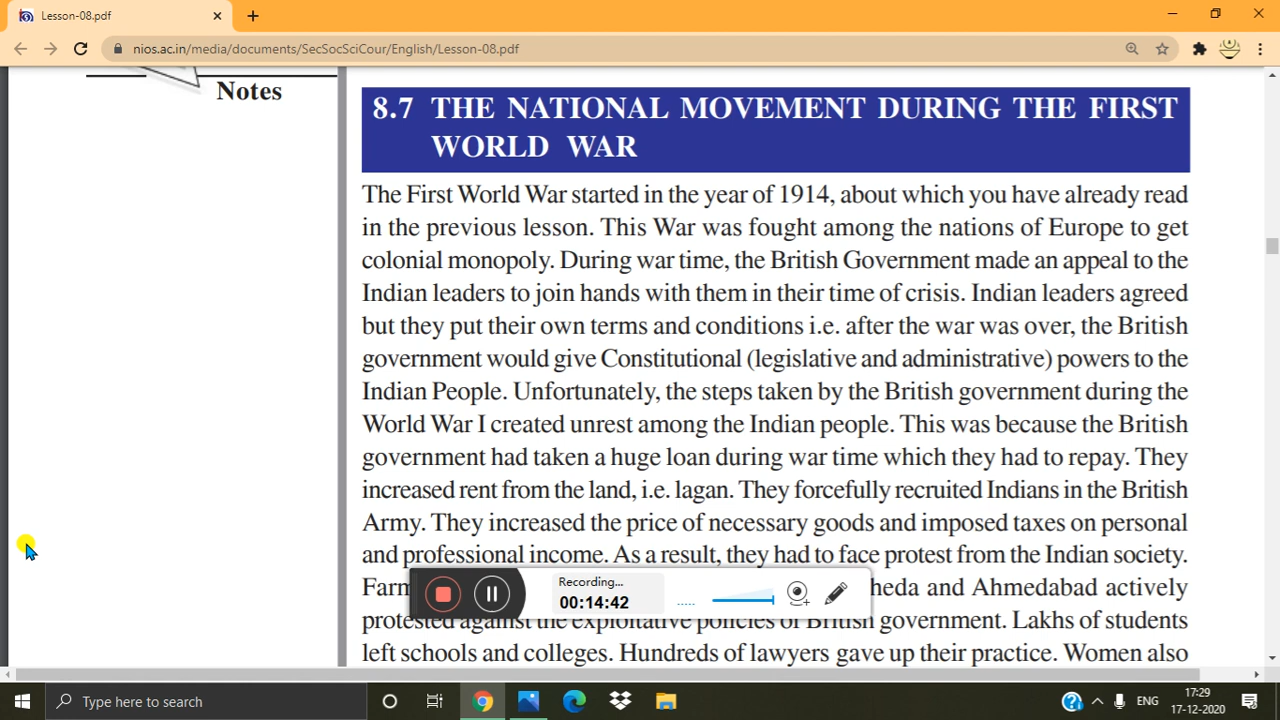 Lesson-08.pdf
nios.ac.in/media/documents/SecSocSciCour/English/Lesson-08.pdf
Notes
8.7 THE NATIONAL MOVEMENT DURING THE FIRST
WORLD WAR
The First World War started in the year of 1914, about which you have already read
in the previous lesson. This War was fought among the nations of Europe to get
colonial monopoly. During war time, the British Government made an appeal to the
Indian leaders to join hands with them in their time of crisis. Indian leaders agreed
but they put their own terms and conditions i.e. after the war was over, the British
government would give Constitutional (legislative and administrative) powers to the
Indian People. Unfortunately, the steps taken by the British government during the
World War I created unrest among the Indian people. This was because the British
government had taken a huge loan during war time which they had to repay. They
increased rent from the land, i.e. lagan. They forcefully recruited Indians in the British
Army. They increased the price of necessary goods and imposed taxes on personal
and professional income. As a result, they had to face protest from the Indian society.
Farm heda and Ahmedabad actively
protested against the exploitative policies of British government. Lakhs of students
left schools and colleges. Hundreds of lawyers gave up their practice. Women also
Recording...
00:14:42
Type here to search
ENG
17:29
17-12-2020